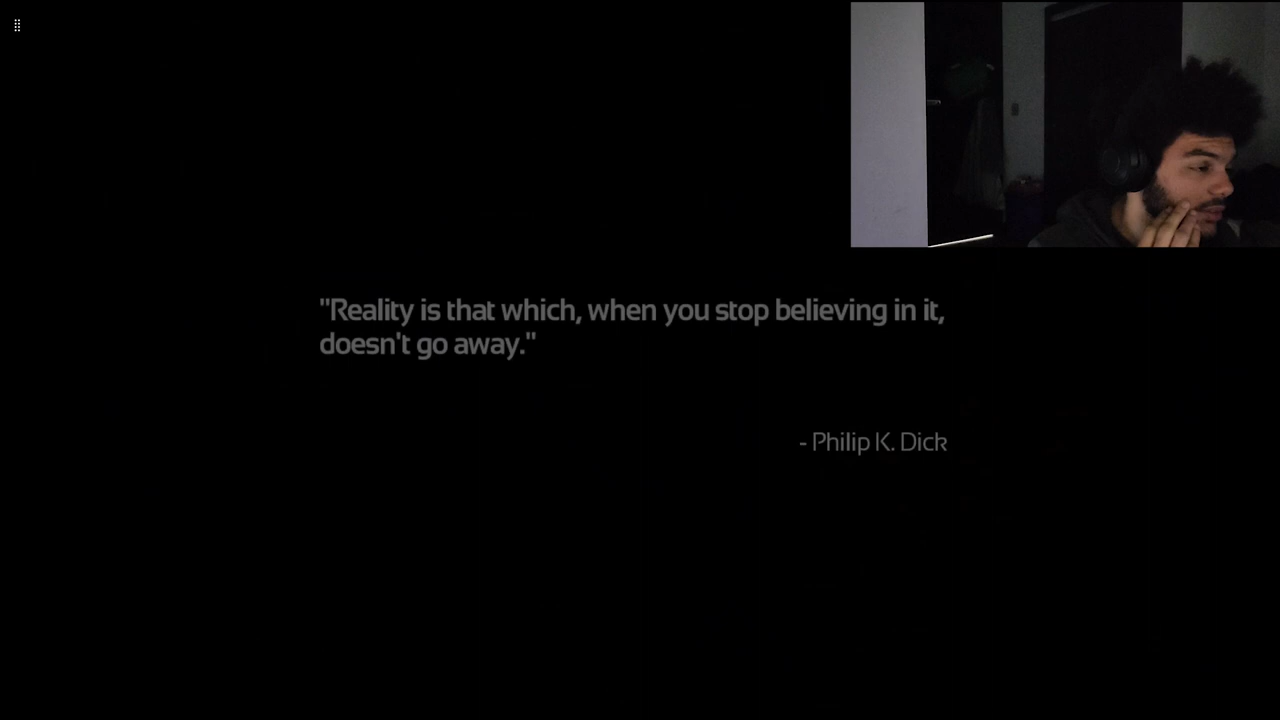 "Reality is that which, when you stop believing in it,
doesn't go away."
- Philip K. Dick